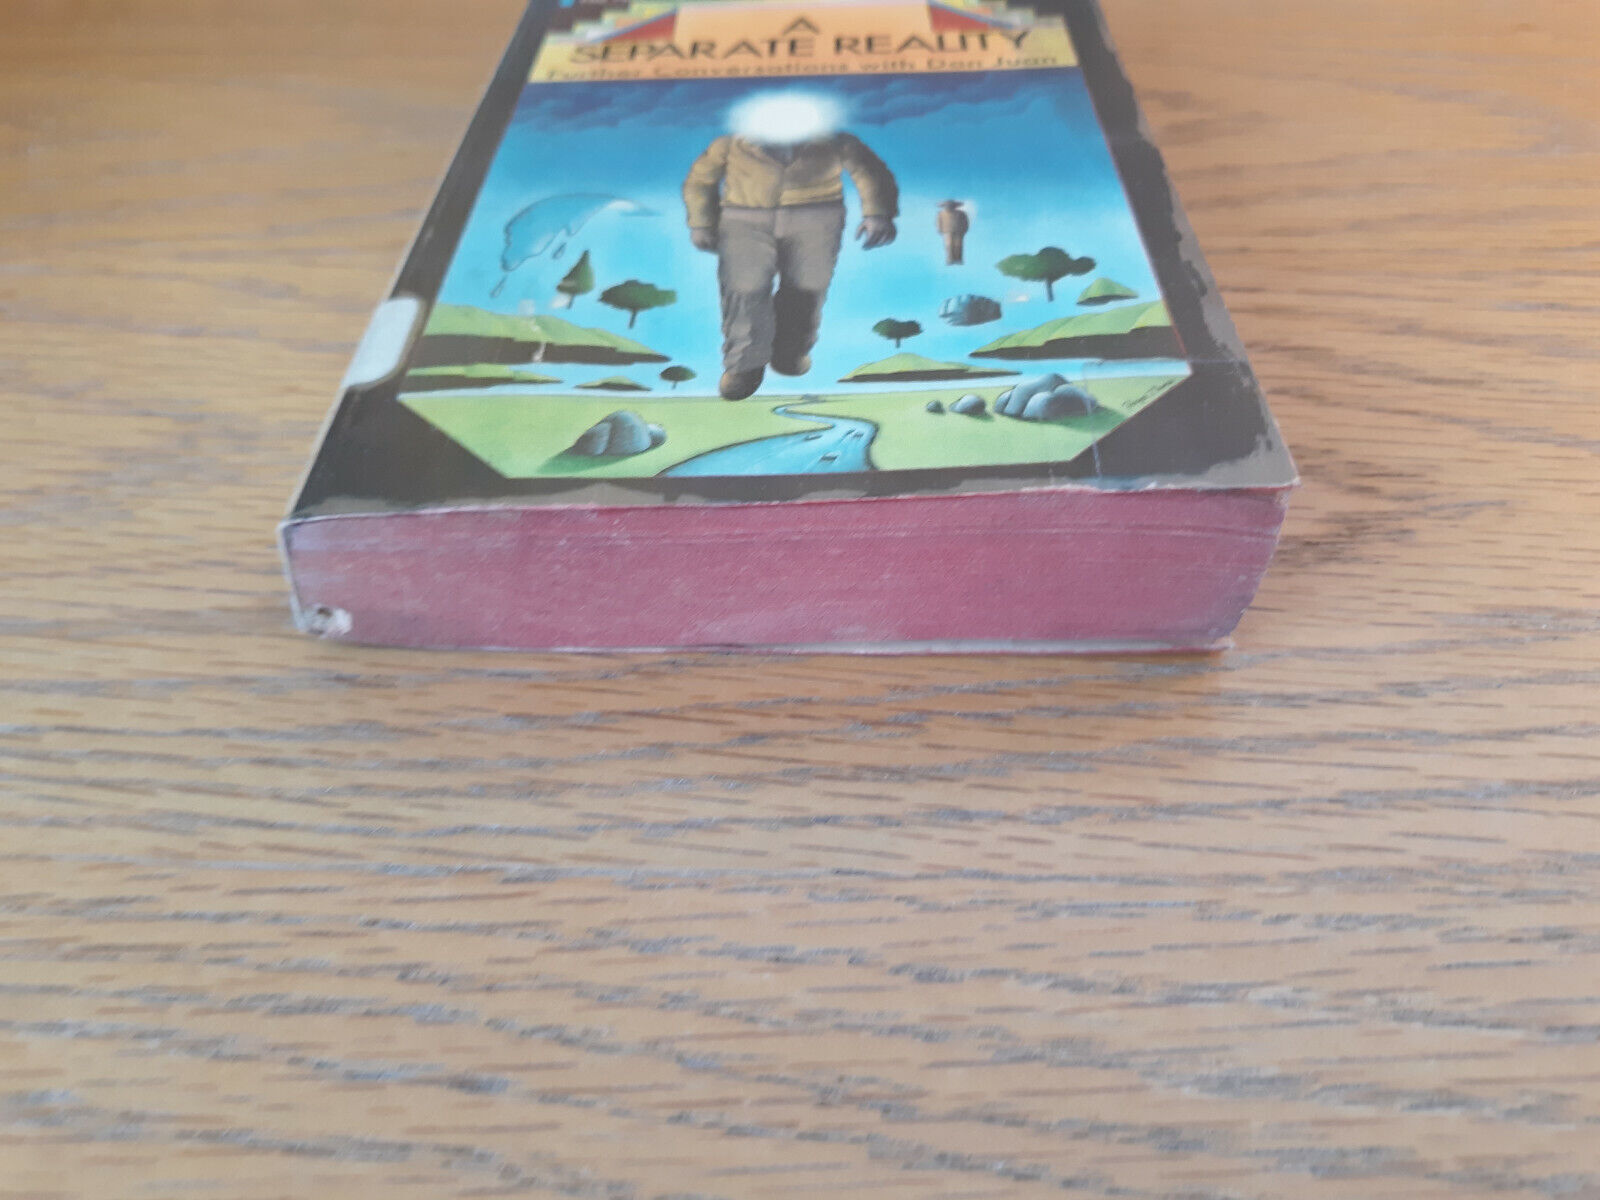 A
SEPARATE REALITY
Further Conversations with Don Juan